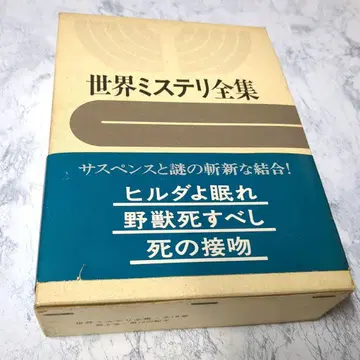 世界ミステリ全集
サスペンスと謎の斬新な結合!
ヒルダよ眠れ
野獣死すべし
死の接吻